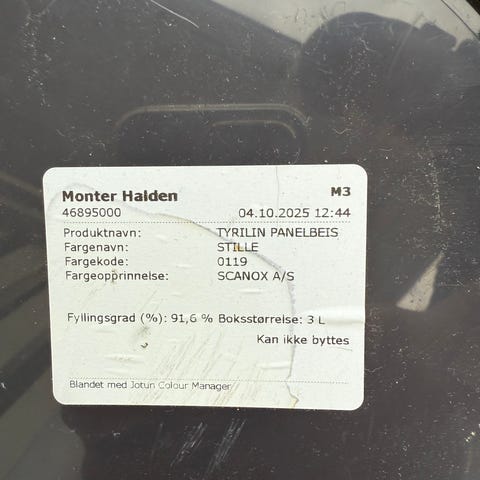 Monter Halden M3
46895000 04.10.2025 12:44
Produktnavn: TYRILIN PANELBEIS
Fargenavn: STILLE
Fargekode: 0119
Fargeopprinnelse: SCANOX A/S
Fyllingsgrad (%): 91,6 % Boksstørrelse: 3 L
Kan ikke byttes
Blandet med Jotun Colour Manager